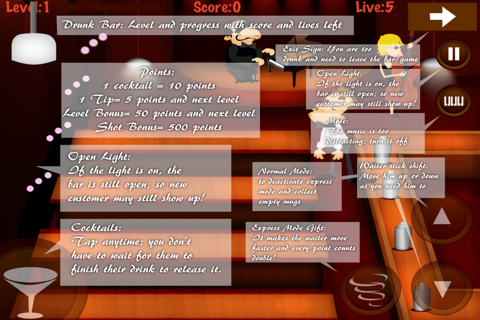 Level:1
Score:0
Live:5
Drunk Bar: Level and progress with score and lives left
Exit Sign: You are too
drunk and need to leave the bar/game
Points:
1 cocktail = 10 points
1 Tip= 5 points and next level
Level Bonus= 50 points and next level
Shot Bonus= 500 points
Open Light:
If the light is on, the
bar is still open; so new
customer may still show up!
Mute:
The music is too
distracting; turn it off
Open Light:
If the light is on, the
bar is still open; so new
customer may still show up!
Normal Mode:
to deactivate express
mode and collect
empty mugs
Waiter stick shift:
Move him up or down
as you need him to
Cocktails:
Tap anytime; you don't
have to wait for them to
finish their drink to release it.
Express Mode Gift:
It makes the waiter move
faster and every point counts
double!